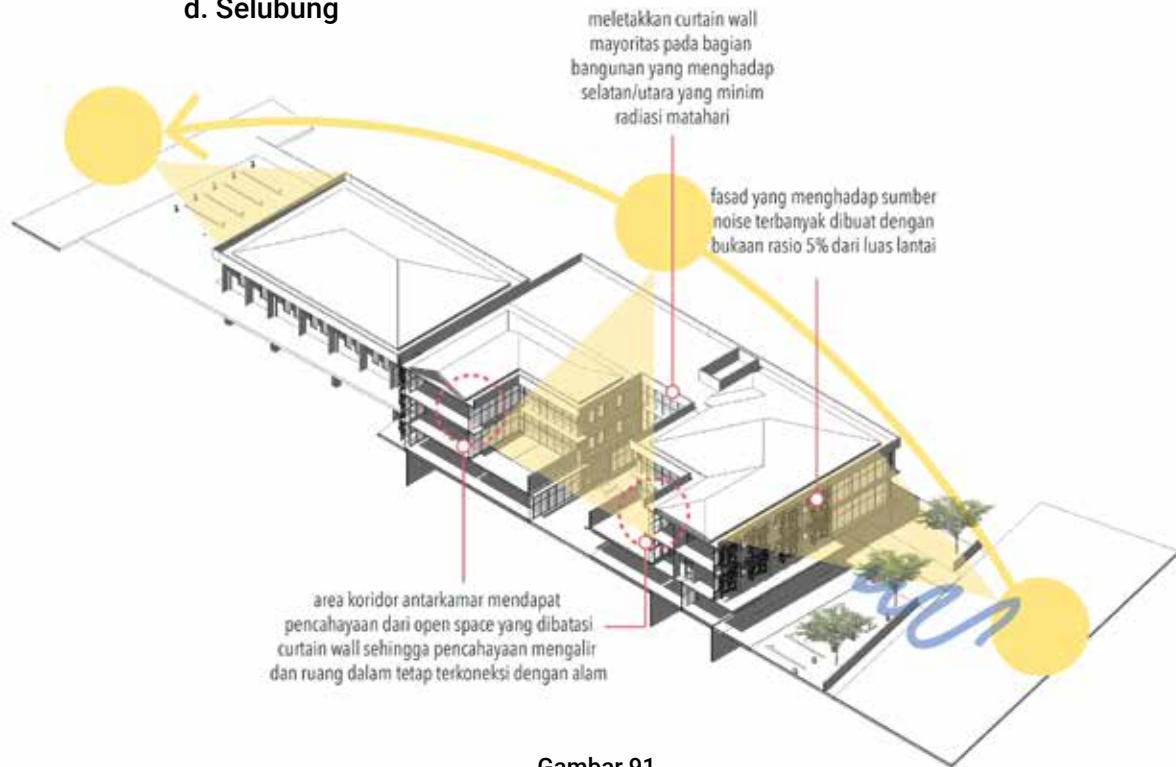 d. Selubung
meletakkan curtain wall
mayoritas pada bagian
bangunan yang menghadap
selatan/utara yang minim
radiasi matahari
fasad yang menghadap sumber
noise terbanyak dibuat dengan
bukaan rasio 5% dari luas lantai
area koridor antarkamar mendapat
pencahayaan dari open space yang dibatasi
curtain wall sehingga pencahayaan mengalir
dan ruang dalam tetap terkoneksi dengan alam
Gambar 91